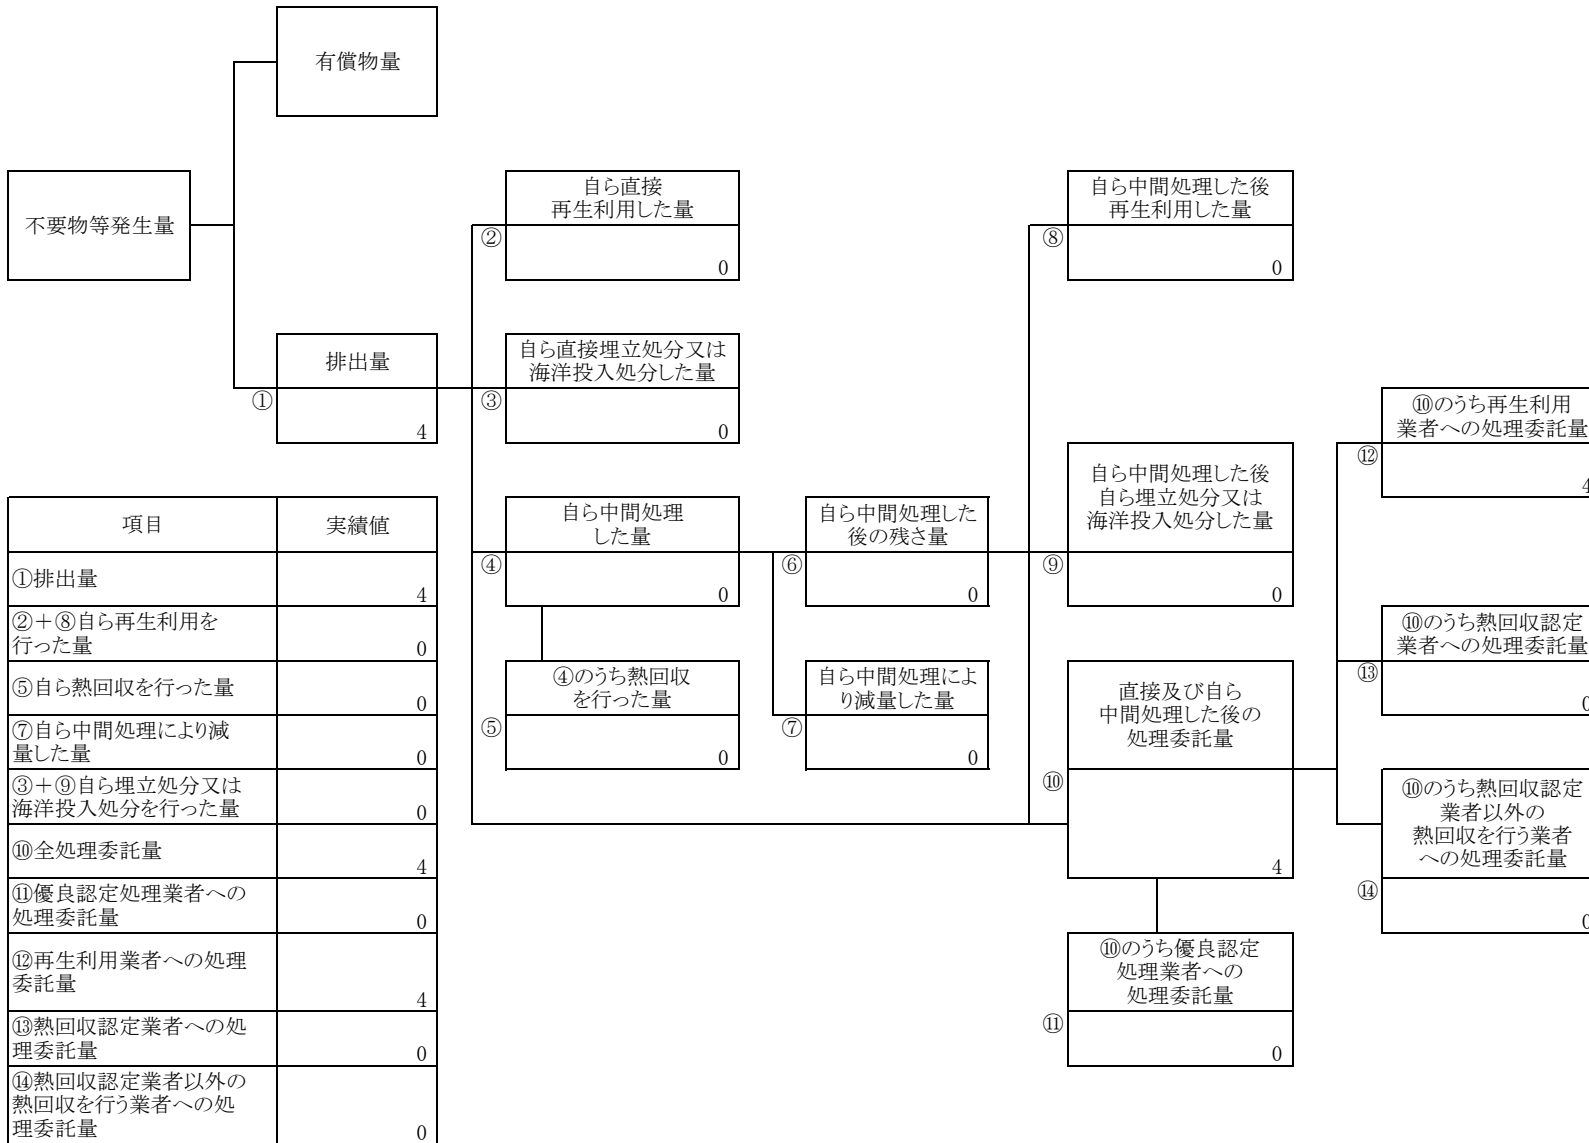 有償物量
不要物等発生量
自ら直接
再生利用した量
②
0
自ら中間処理した後
再生利用した量
⑧
0
排出量
①
4
自ら直接埋立処分又は
海洋投入処分した量
③
0
⑩のうち再生利用
業者への処理委託量
⑫
4
自ら中間処理
した量
④
0
自ら中間処理した
後の残さ量
⑥
0
自ら中間処理した後
自ら埋立処分又は
海洋投入処分した量
⑨
0
⑩のうち熱回収認定
業者への処理委託量
⑬
0
④のうち熱回収
を行った量
⑤
0
自ら中間処理によ
り減量した量
⑦
0
直接及び自ら
中間処理した後の
処理委託量
⑩
4
⑩のうち熱回収認定
業者以外の
熱回収を行う業者
への処理委託量
⑭
0
⑩のうち優良認定
処理業者への
処理委託量
⑪
0
項目 実績値
①排出量
4
②+⑧自ら再生利用を
行った量 0
⑤自ら熱回収を行った量
0
⑦自ら中間処理により減
量した量 0
③+⑨自ら埋立処分又は
海洋投入処分を行った量 0
⑩全処理委託量
4
⑪優良認定処理業者への
処理委託量 0
⑫再生利用業者への処理
委託量
4
⑬熱回収認定業者への処
理委託量 0
⑭熱回収認定業者以外の
熱回収を行う業者への処
理委託量 0